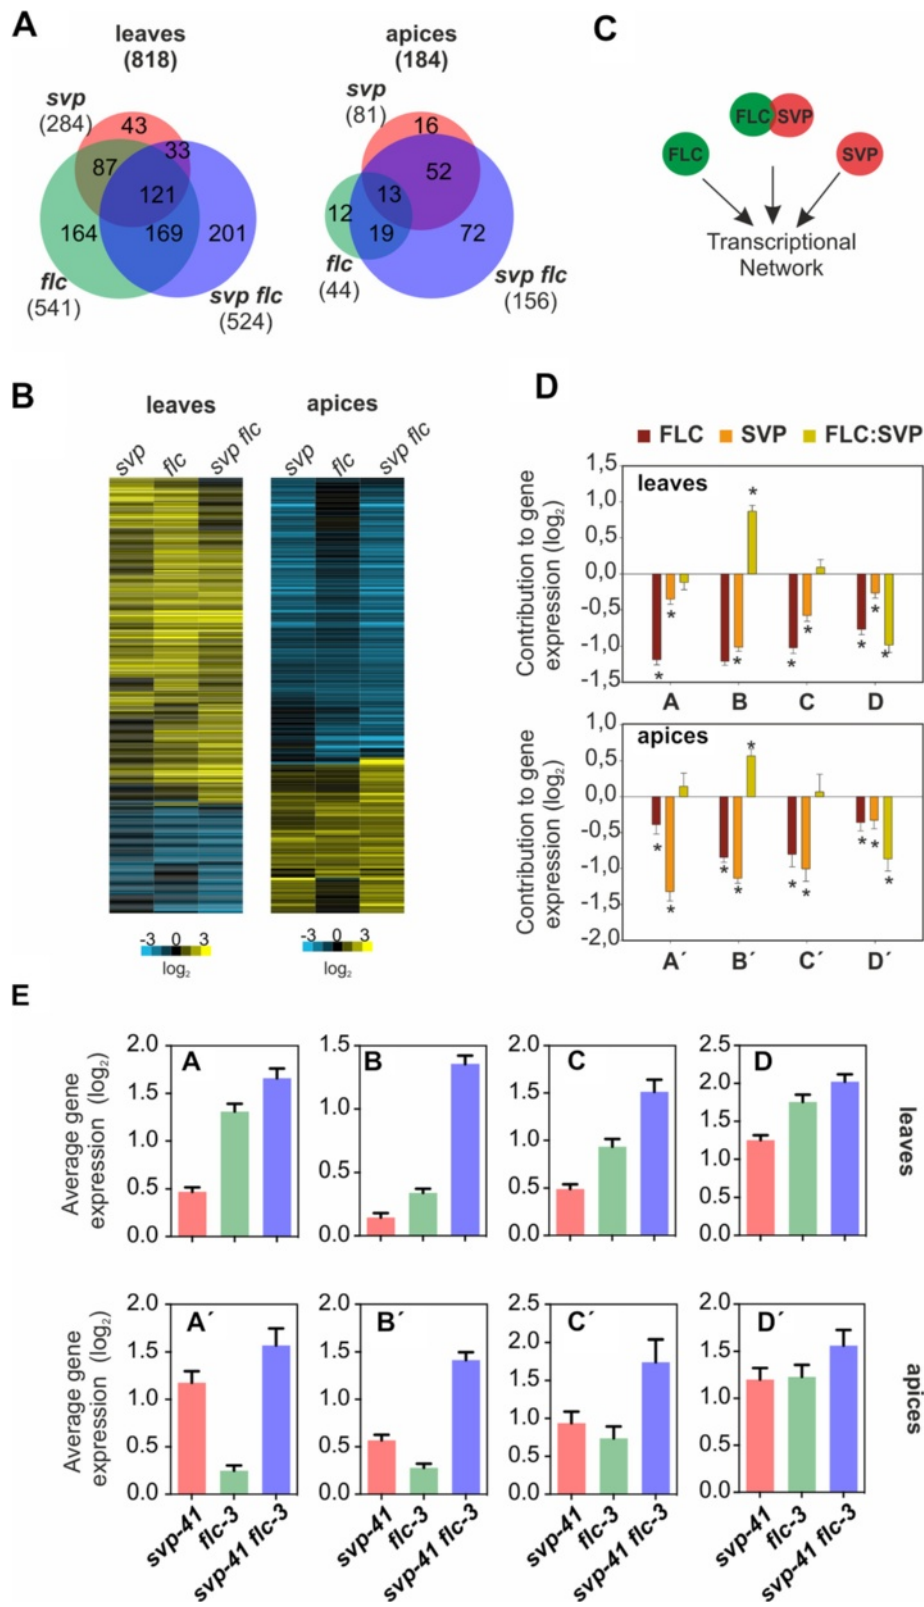 A
leaves
(818)
svp
(284)
43
33
87
121
164
169
201
flc
(541)
svp flc
(524)
apices
(184)
svp
(81)
16
52
13
12
19
72
flc
(44)
svp flc
(156)
C
FLC
FLC SVP
SVP
Transcriptional
Network
B
leaves
svp flc svp flc
apices
svp flc svp flc
-3 0 3
log₂
-3 0 3
log₂
D
FLC SVP FLC:SVP
Contribution to gene
expression (log₂)
leaves
1,5
1,0
0,5
0,0
-0,5
-1,0
-1,5
* * * * * * * * *
A B C D
Contribution to gene
expression (log₂)
apices
1,0
0,5
0,0
-0,5
-1,0
-1,5
-2,0
* * * * * * * * * *
A´ B´ C´ D´
E
Average gene
expression (log₂)
A
2.0
1.5
1.0
0.5
0.0
B
1.5
1.0
0.5
0.0
C
2.0
1.5
1.0
0.5
0.0
D
2.5
2.0
1.5
1.0
0.5
0.0
leaves
Average gene
expression (log₂)
A´
2.0
1.5
1.0
0.5
0.0
B´
2.0
1.5
1.0
0.5
0.0
C´
2.5
2.0
1.5
1.0
0.5
0.0
D´
2.0
1.5
1.0
0.5
0.0
apices
svp-41
flc-3
svp-41 flc-3
svp-41
flc-3
svp-41 flc-3
svp-41
flc-3
svp-41 flc-3
svp-41
flc-3
svp-41 flc-3